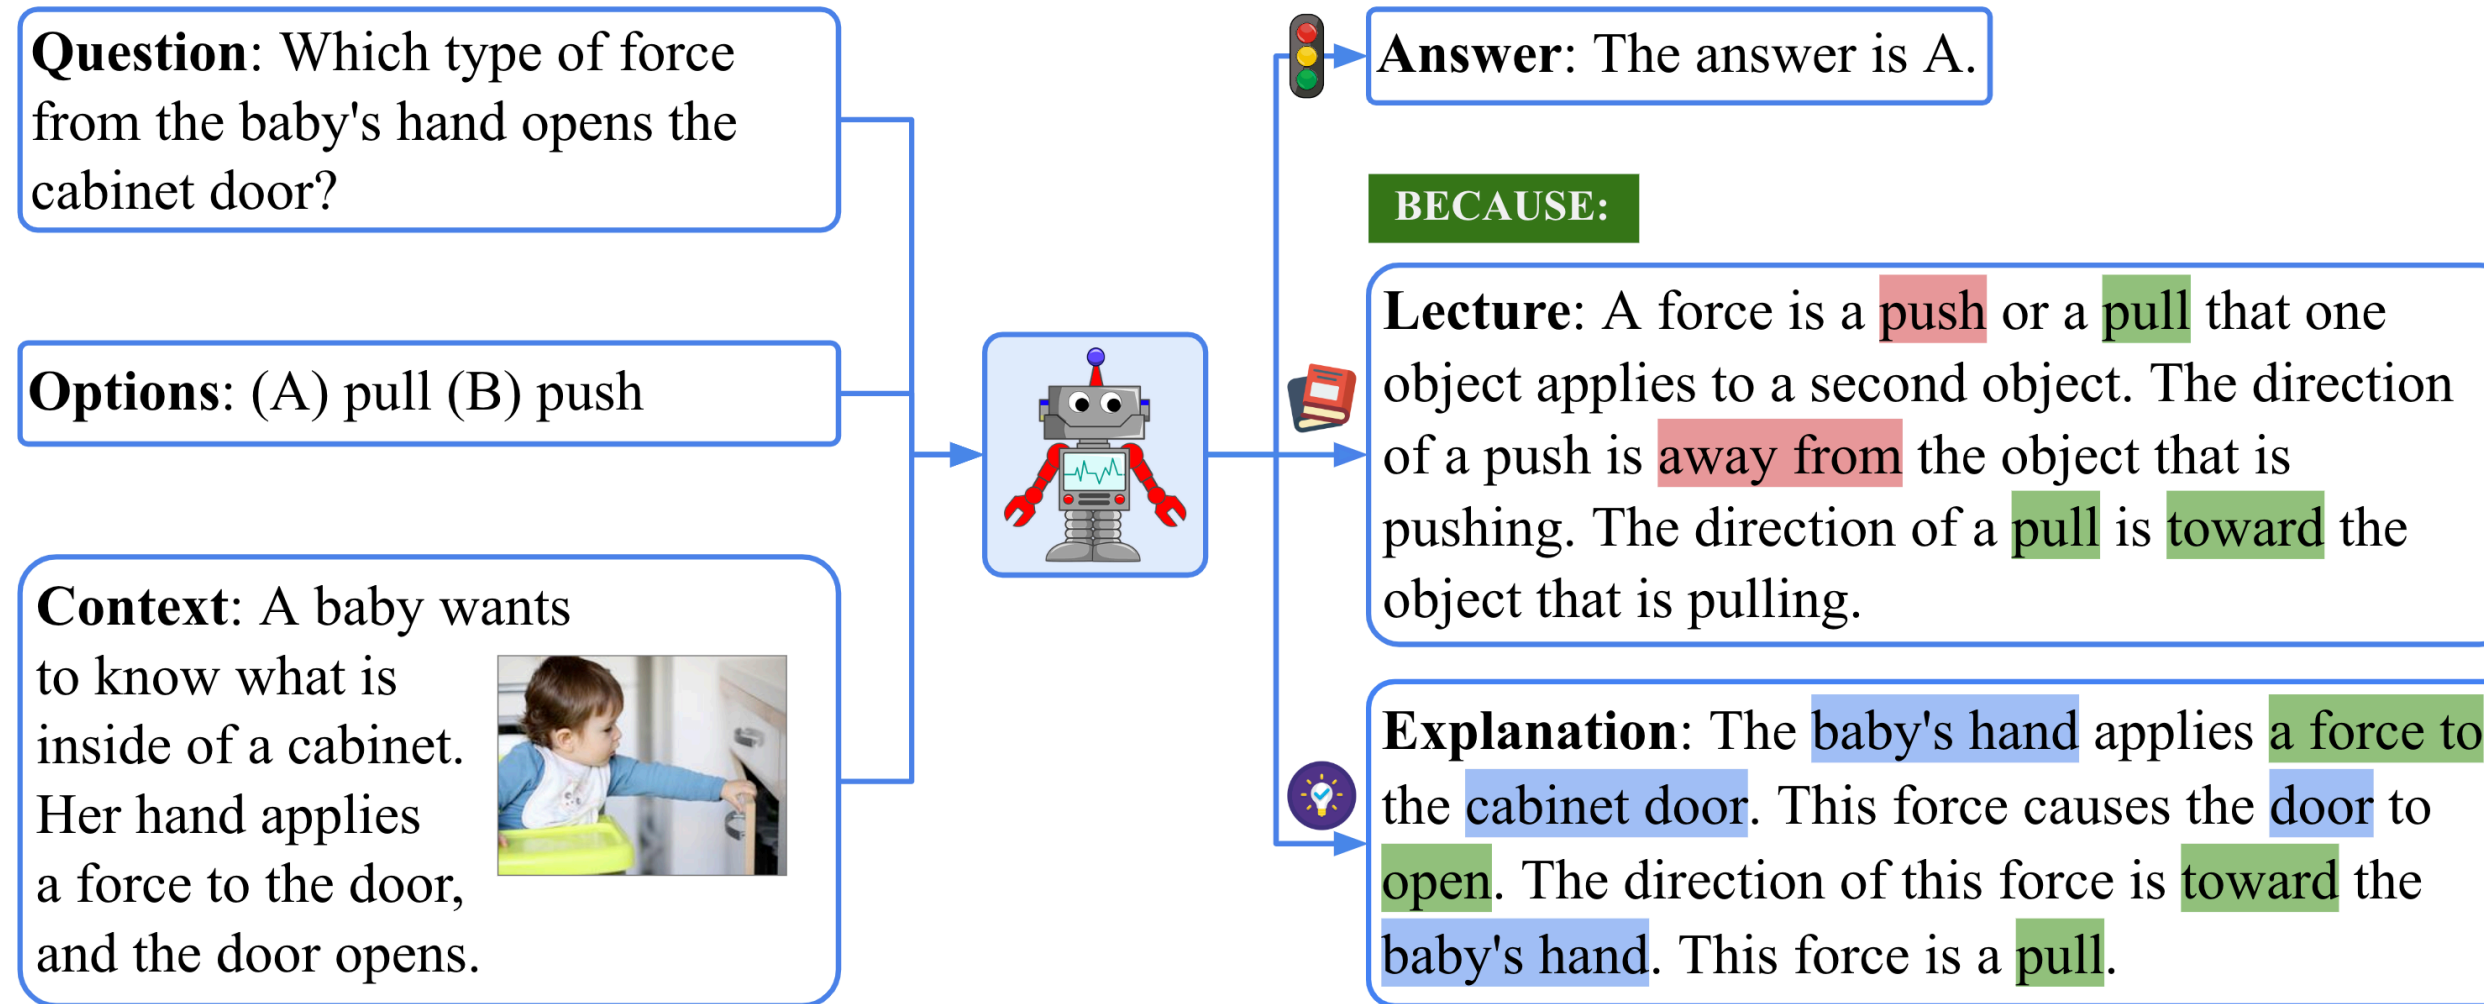 Question: Which type of force
from the baby's hand opens the
cabinet door?
Options: (A) pull (B) push
Context: A baby wants
to know what is
inside of a cabinet.
Her hand applies
a force to the door,
and the door opens.
Answer: The answer is A.
BECAUSE:
Lecture: A force is a push or a pull that one
object applies to a second object. The direction
of a push is away from the object that is
pushing. The direction of a pull is toward the
object that is pulling.
Explanation: The baby's hand applies a force to
the cabinet door. This force causes the door to
open. The direction of this force is toward the
baby's hand. This force is a pull.